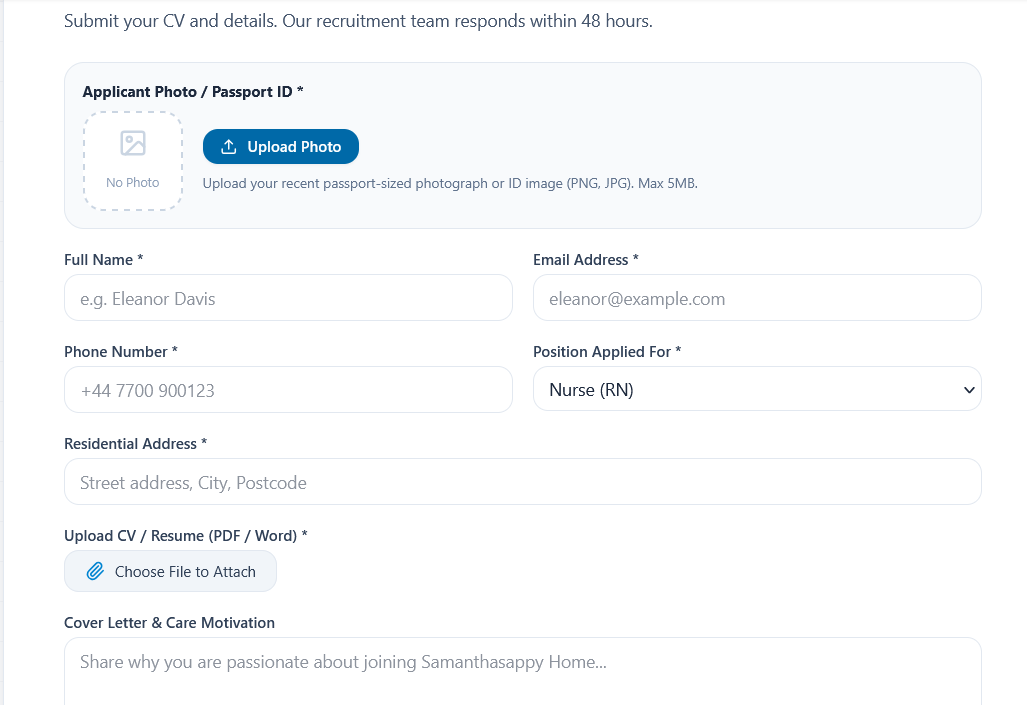 Submit your CV and details. Our recruitment team responds within 48 hours.
Applicant Photo / Passport ID *
No Photo
Upload Photo
Upload your recent passport-sized photograph or ID image (PNG, JPG). Max 5MB.
Full Name *
Email Address *
e.g. Eleanor Davis
eleanor@example.com
Phone Number *
Position Applied For *
+44 7700 900123
Nurse (RN)
Residential Address *
Street address, City, Postcode
Upload CV / Resume (PDF / Word) *
Choose File to Attach
Cover Letter & Care Motivation
Share why you are passionate about joining Samanthasappy Home...